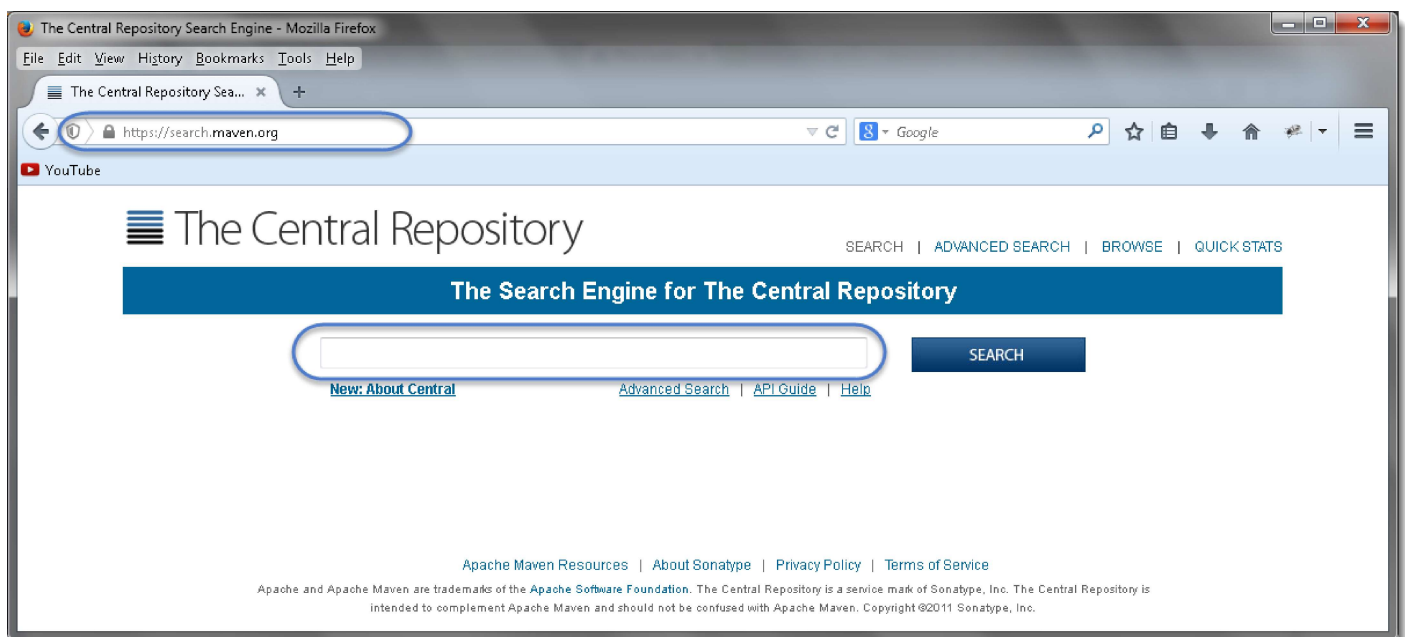 The Central Repository Search Engine - Mozilla Firefox
File Edit View History Bookmarks Tools Help
The Central Repository Sea... × +
https://search.maven.org
8 Google
YouTube
The Central Repository
SEARCH | ADVANCED SEARCH | BROWSE | QUICK STATS
The Search Engine for The Central Repository
SEARCH
New: About Central Advanced Search | API Guide | Help
Apache Maven Resources | About Sonatype | Privacy Policy | Terms of Service
Apache and Apache Maven are trademarks of the Apache Software Foundation. The Central Repository is a service mark of Sonatype, Inc. The Central Repository is
intended to complement Apache Maven and should not be confused with Apache Maven. Copyright ©2011 Sonatype, Inc.